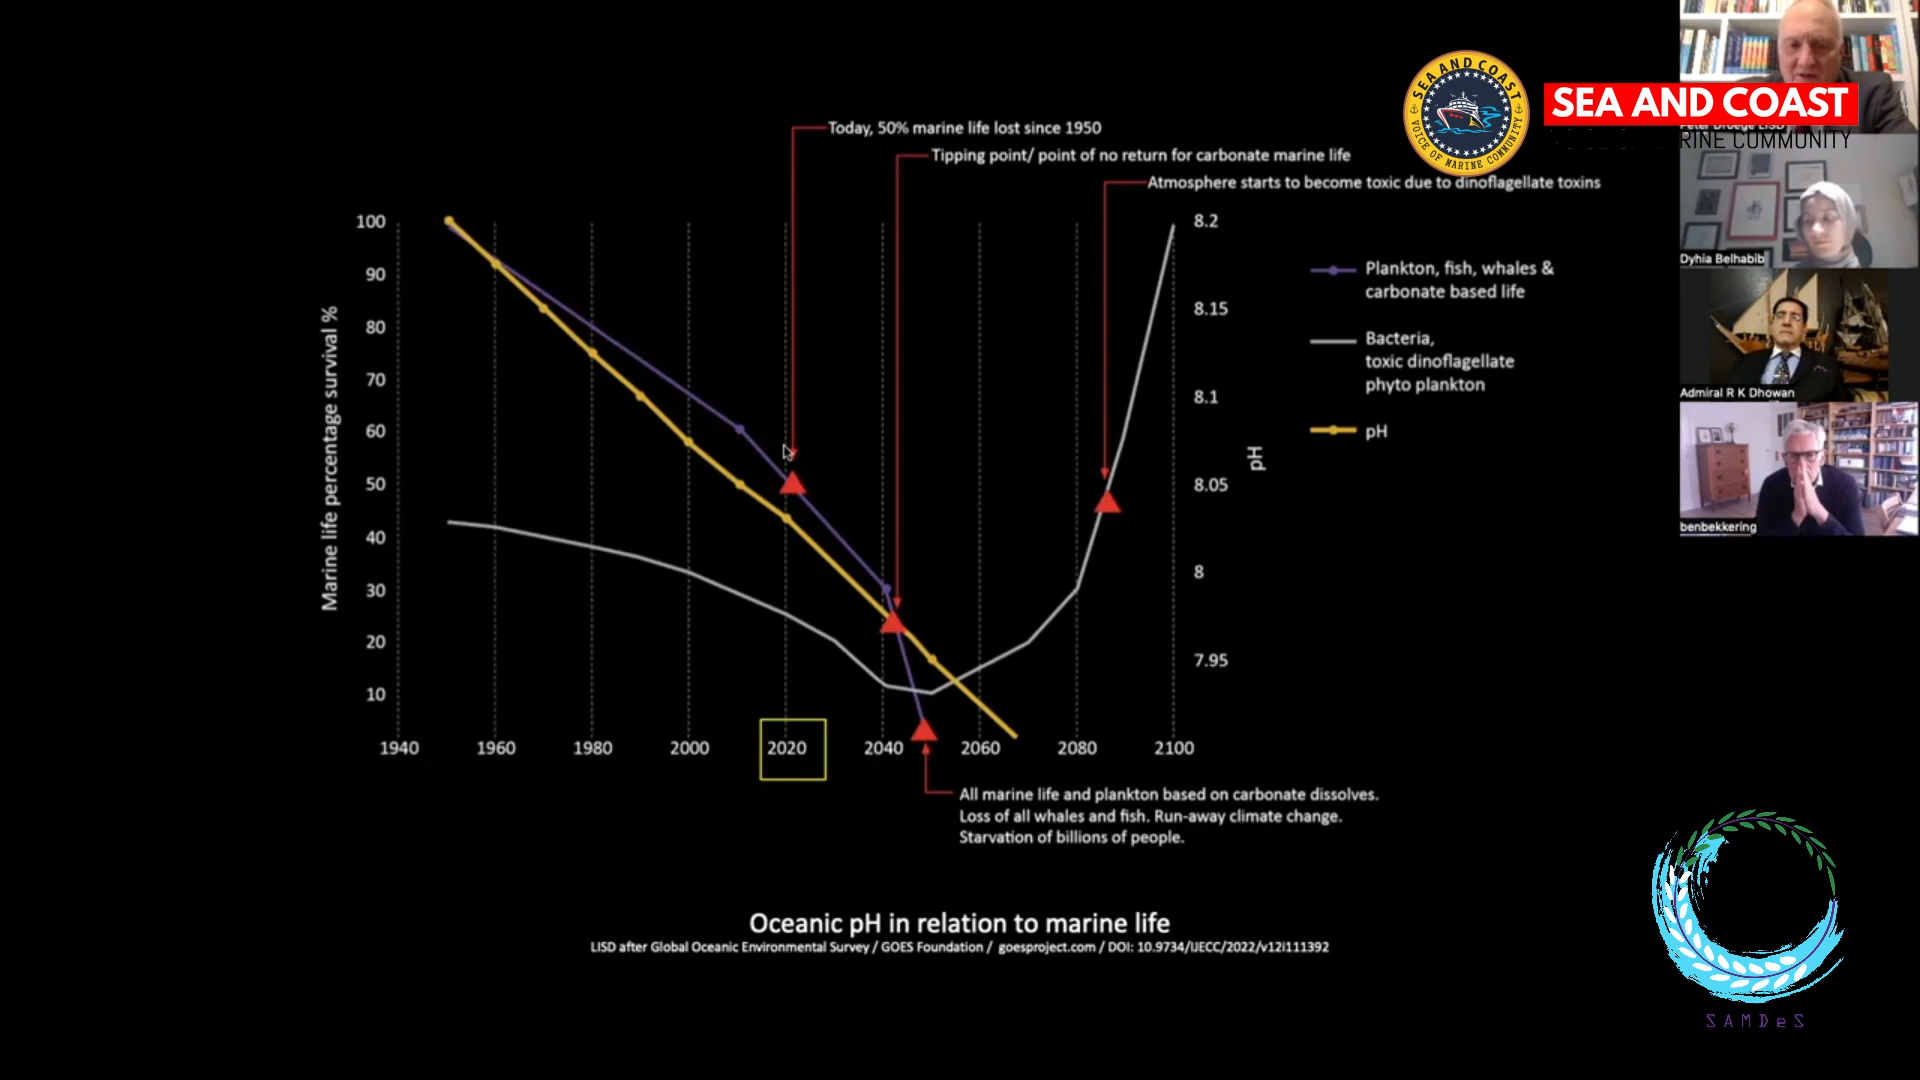 SEA AND COAST
VOICE OF MARINE COMMUNITY
SEA AND COAST
MARINE COMMUNITY
Today, 50% marine life lost since 1950
Tipping point/ point of no return for carbonate marine life
Atmosphere starts to become toxic due to dinoflagellate toxins
Marine life percentage survival %
100
90
80
70
60
50
40
30
20
10
8.2
8.15
8.1
8.05
8
7.95
pH
1940
1960
1980
2000
2020
2040
2060
2080
2100
Plankton, fish, whales &
carbonate based life
Bacteria,
toxic dinoflagellate
phyto plankton
pH
All marine life and plankton based on carbonate dissolves.
Loss of all whales and fish. Run-away climate change.
Starvation of billions of people.
Oceanic pH in relation to marine life
LISD after Global Oceanic Environmental Survey / GOES Foundation / goesproject.com / DOI: 10.9734/IJECC/2022/v12i111392
Peter Droege LISD
Dyhia Belhabib
Admiral R K Dhowan
benbekkering
SAMDeS